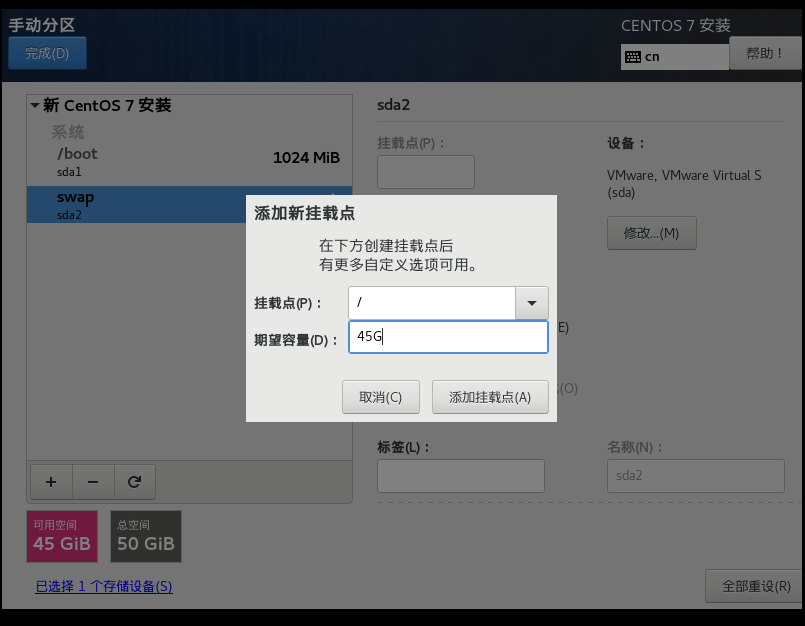 手动分区
CENTOS 7 安装
完成(D)
cn
帮助！
新 CentOS 7 安装
系统
/boot
1024 MiB
sda1
swap
sda2
sda2
挂载点(P)：
设备：
VMware, VMware Virtual S
(sda)
修改...(M)
添加新挂载点
在下方创建挂载点后
有更多自定义选项可用。
挂载点(P)：
/
期望容量(D)：
45G
E)
(O)
取消(C)
添加挂载点(A)
标签(L)：
名称(N)：
sda2
可用空间
45 GiB
总空间
50 GiB
已选择 1 个存储设备(S)
全部重设(R)